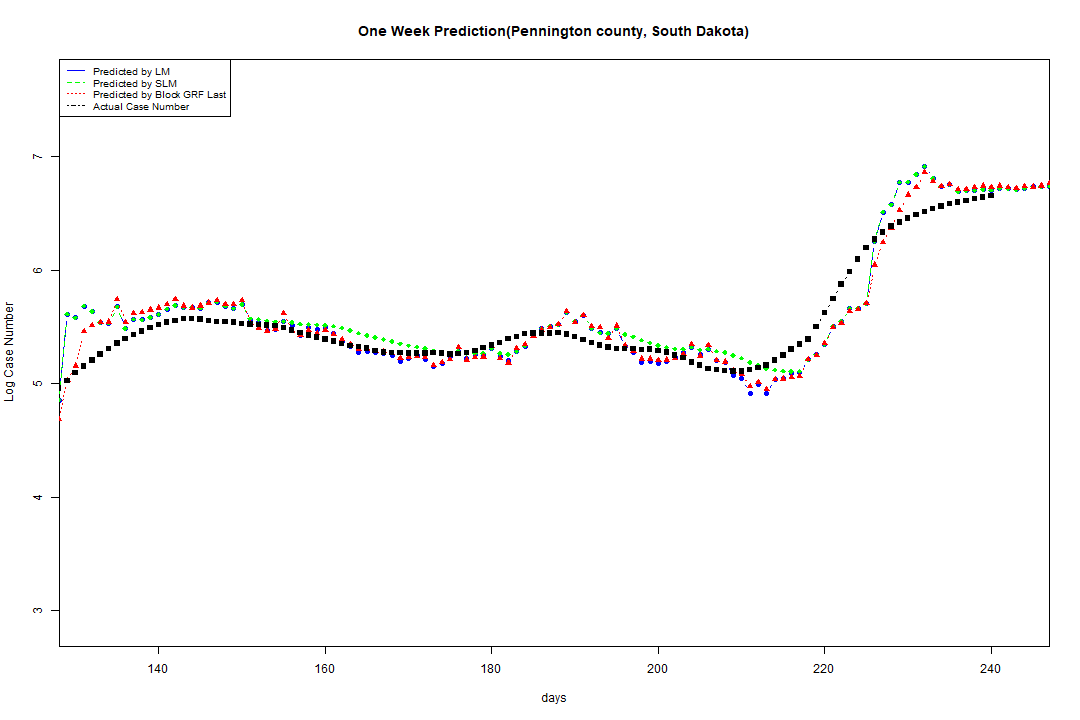 One Week Prediction(Pennington county, South Dakota)
Predicted by LM
Predicted by SLM
Predicted by Block GRF Last
Actual Case Number
7
6
5
4
3
Log Case Number
140 160 180 200 220 240
days